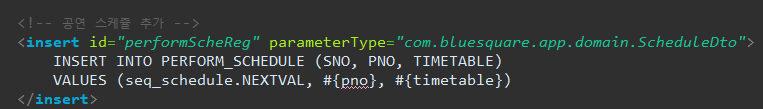 <!-- 공연 스케줄 추가 -->
<insert id="performScheReg" parameterType="com.bluesquare.app.domain.ScheduleDto">
INSERT INTO PERFORM_SCHEDULE (SNO, PNO, TIMETABLE)
VALUES (seq_schedule.NEXTVAL, #{pno}, #{timetable})
</insert>